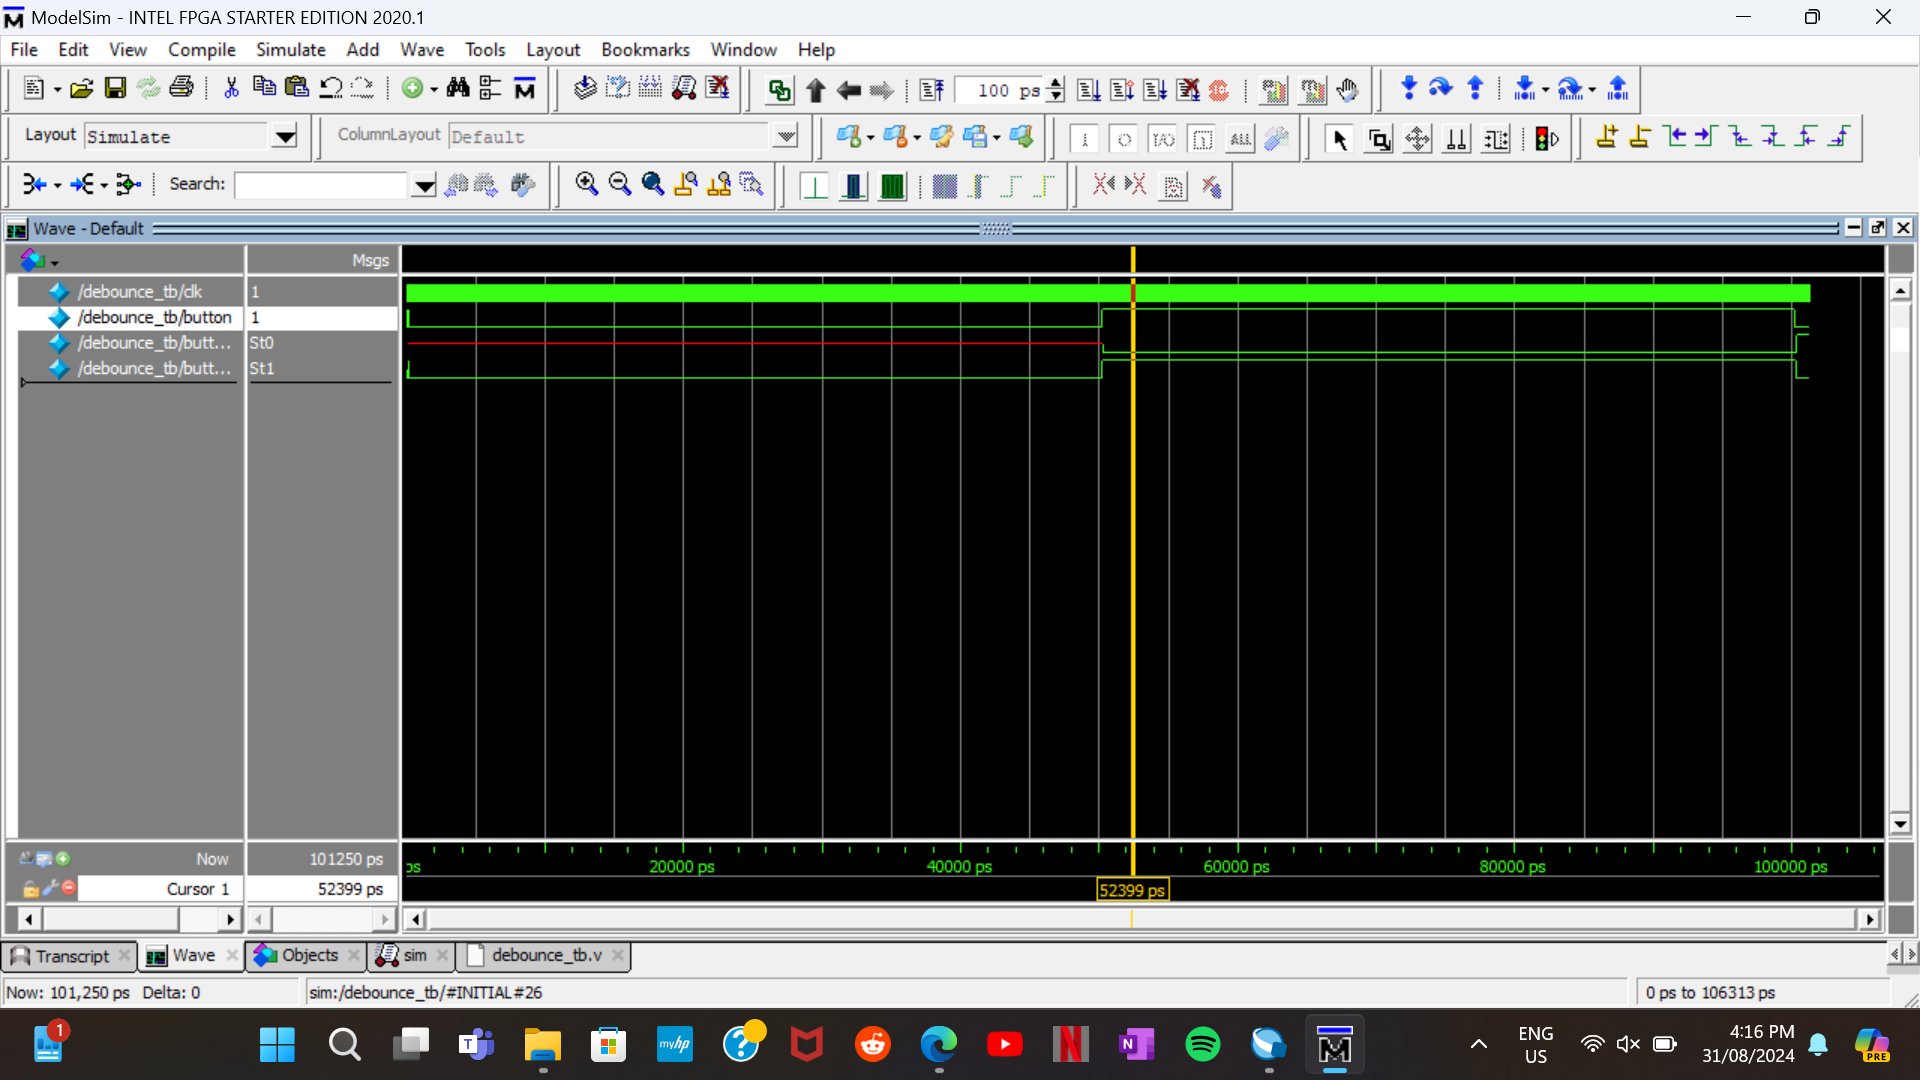 ModelSim - INTEL FPGA STARTER EDITION 2020.1
File Edit View Compile Simulate Add Wave Tools Layout Bookmarks Window Help
100 ps
Layout Simulate ColumnLayout Default
ALL
Search:
Wave - Default
Msgs
/debounce_tb/clk 1
/debounce_tb/button 1
/debounce_tb/butt... St0
/debounce_tb/butt... St1
Now 101250 ps
ps 20000 ps 40000 ps 60000 ps 80000 ps 100000 ps
Cursor 1 52399 ps
52399 ps
Transcript Wave Objects sim debounce_tb.v
Now: 101,250 ps Delta: 0 sim:/debounce_tb/#INITIAL#26 0 ps to 106313 ps
1
myhp
ENG
US
4:16 PM
31/08/2024
PRE